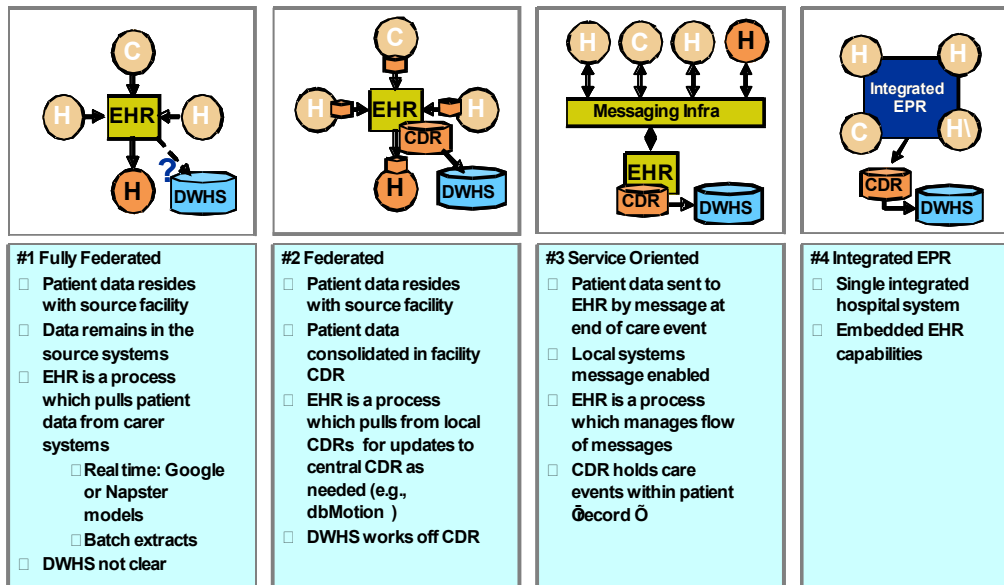 C
H
EHR
H
H
?
DWHS
C
H
EHR
H
CDR
H
DWHS
H
C
H
H
Messaging Infra
EHR
CDR
DWHS
H
H
Integrated
EPR
C
H\
CDR
DWHS
#1 Fully Federated
□ Patient data resides
with source facility
□ Data remains in the
source systems
□ EHR is a process
which pulls patient
data from carer
systems
□ Real time: Google
or Napster
models
□ Batch extracts
□ DWHS not clear
#2 Federated
□ Patient data resides
with source facility
□ Patient data
consolidated in facility
CDR
□ EHR is a process
which pulls from local
CDRs for updates to
central CDR as
needed (e.g.,
dbMotion )
□ DWHS works off CDR
#3 Service Oriented
□ Patient data sent to
EHR by message at
end of care event
□ Local systems
message enabled
□ EHR is a process
which manages flow
of messages
□ CDR holds care
events within patient
ÔrecordÕ
#4 Integrated EPR
□ Single integrated
hospital system
□ Embedded EHR
capabilities